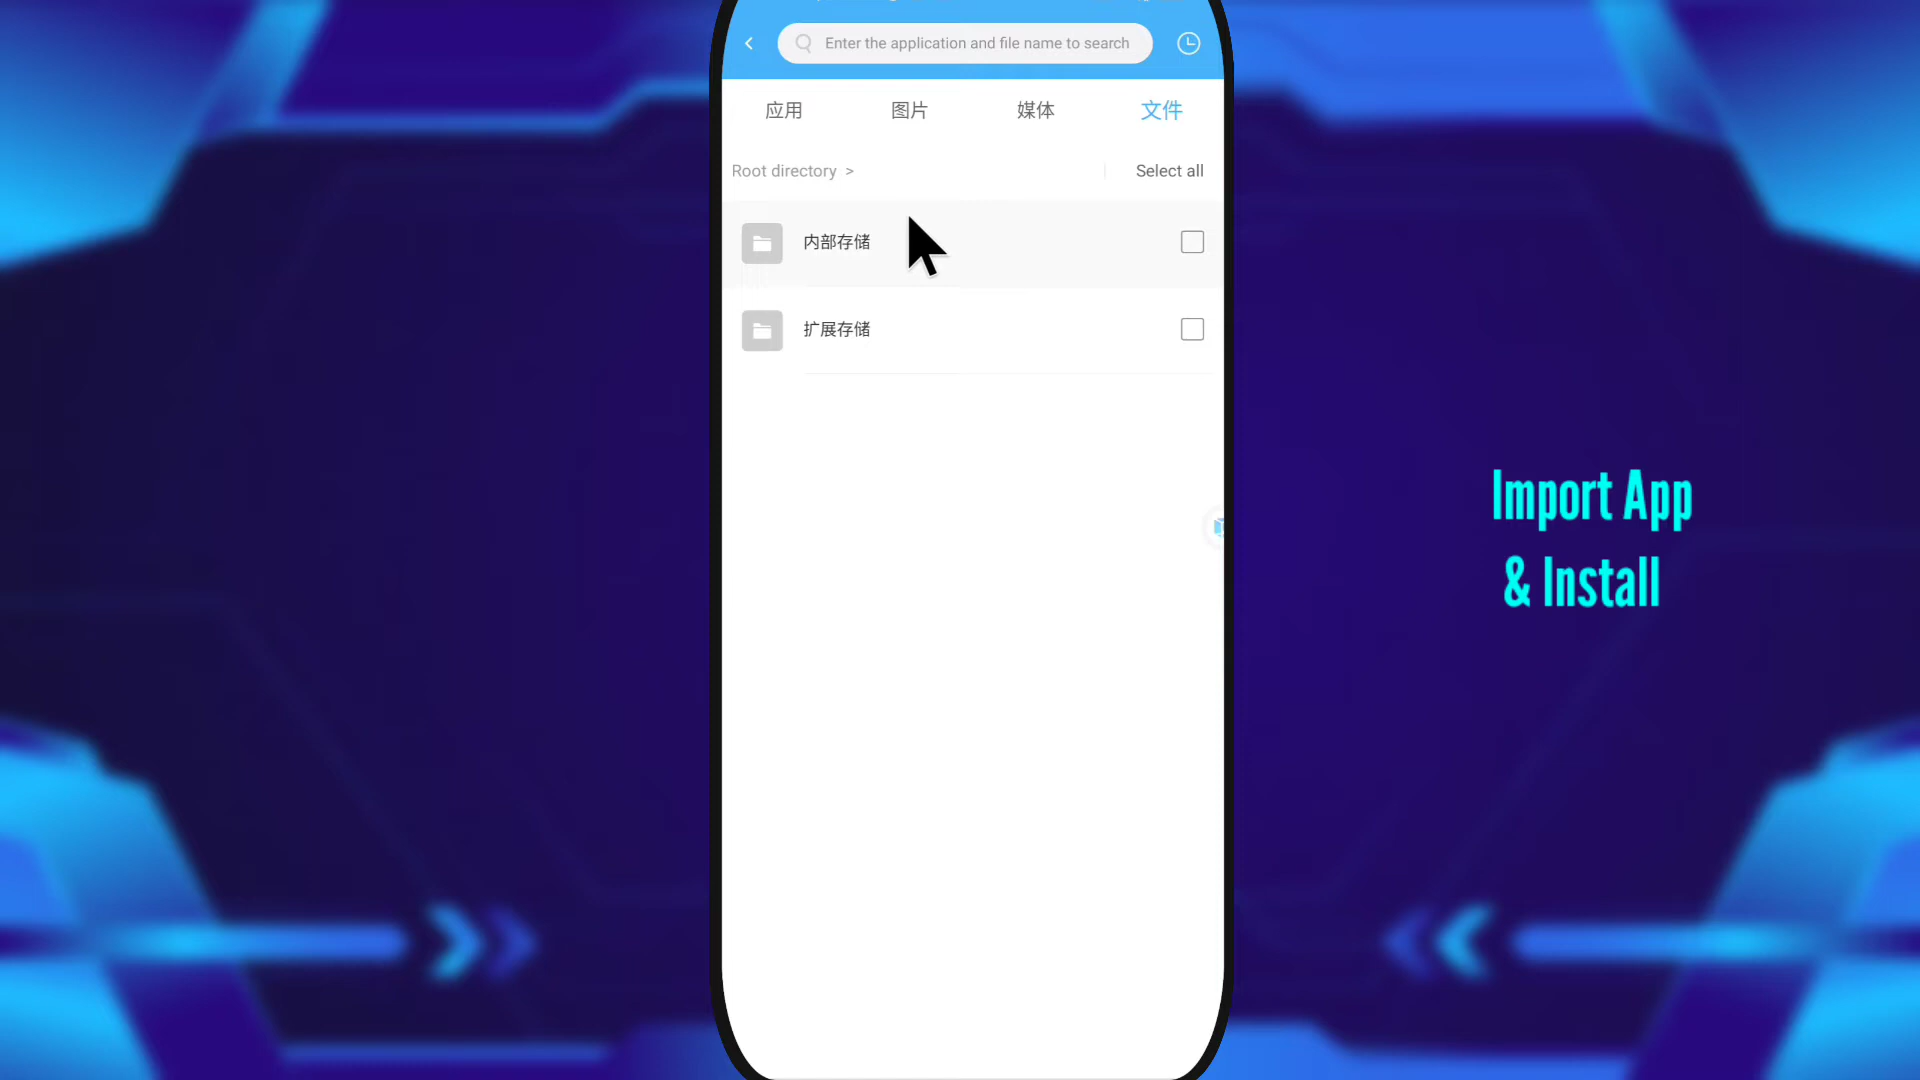 Enter the application and file name to search
应用 图片 媒体 文件
Root directory > Select all
内部存储
扩展存储
Import App
& Install